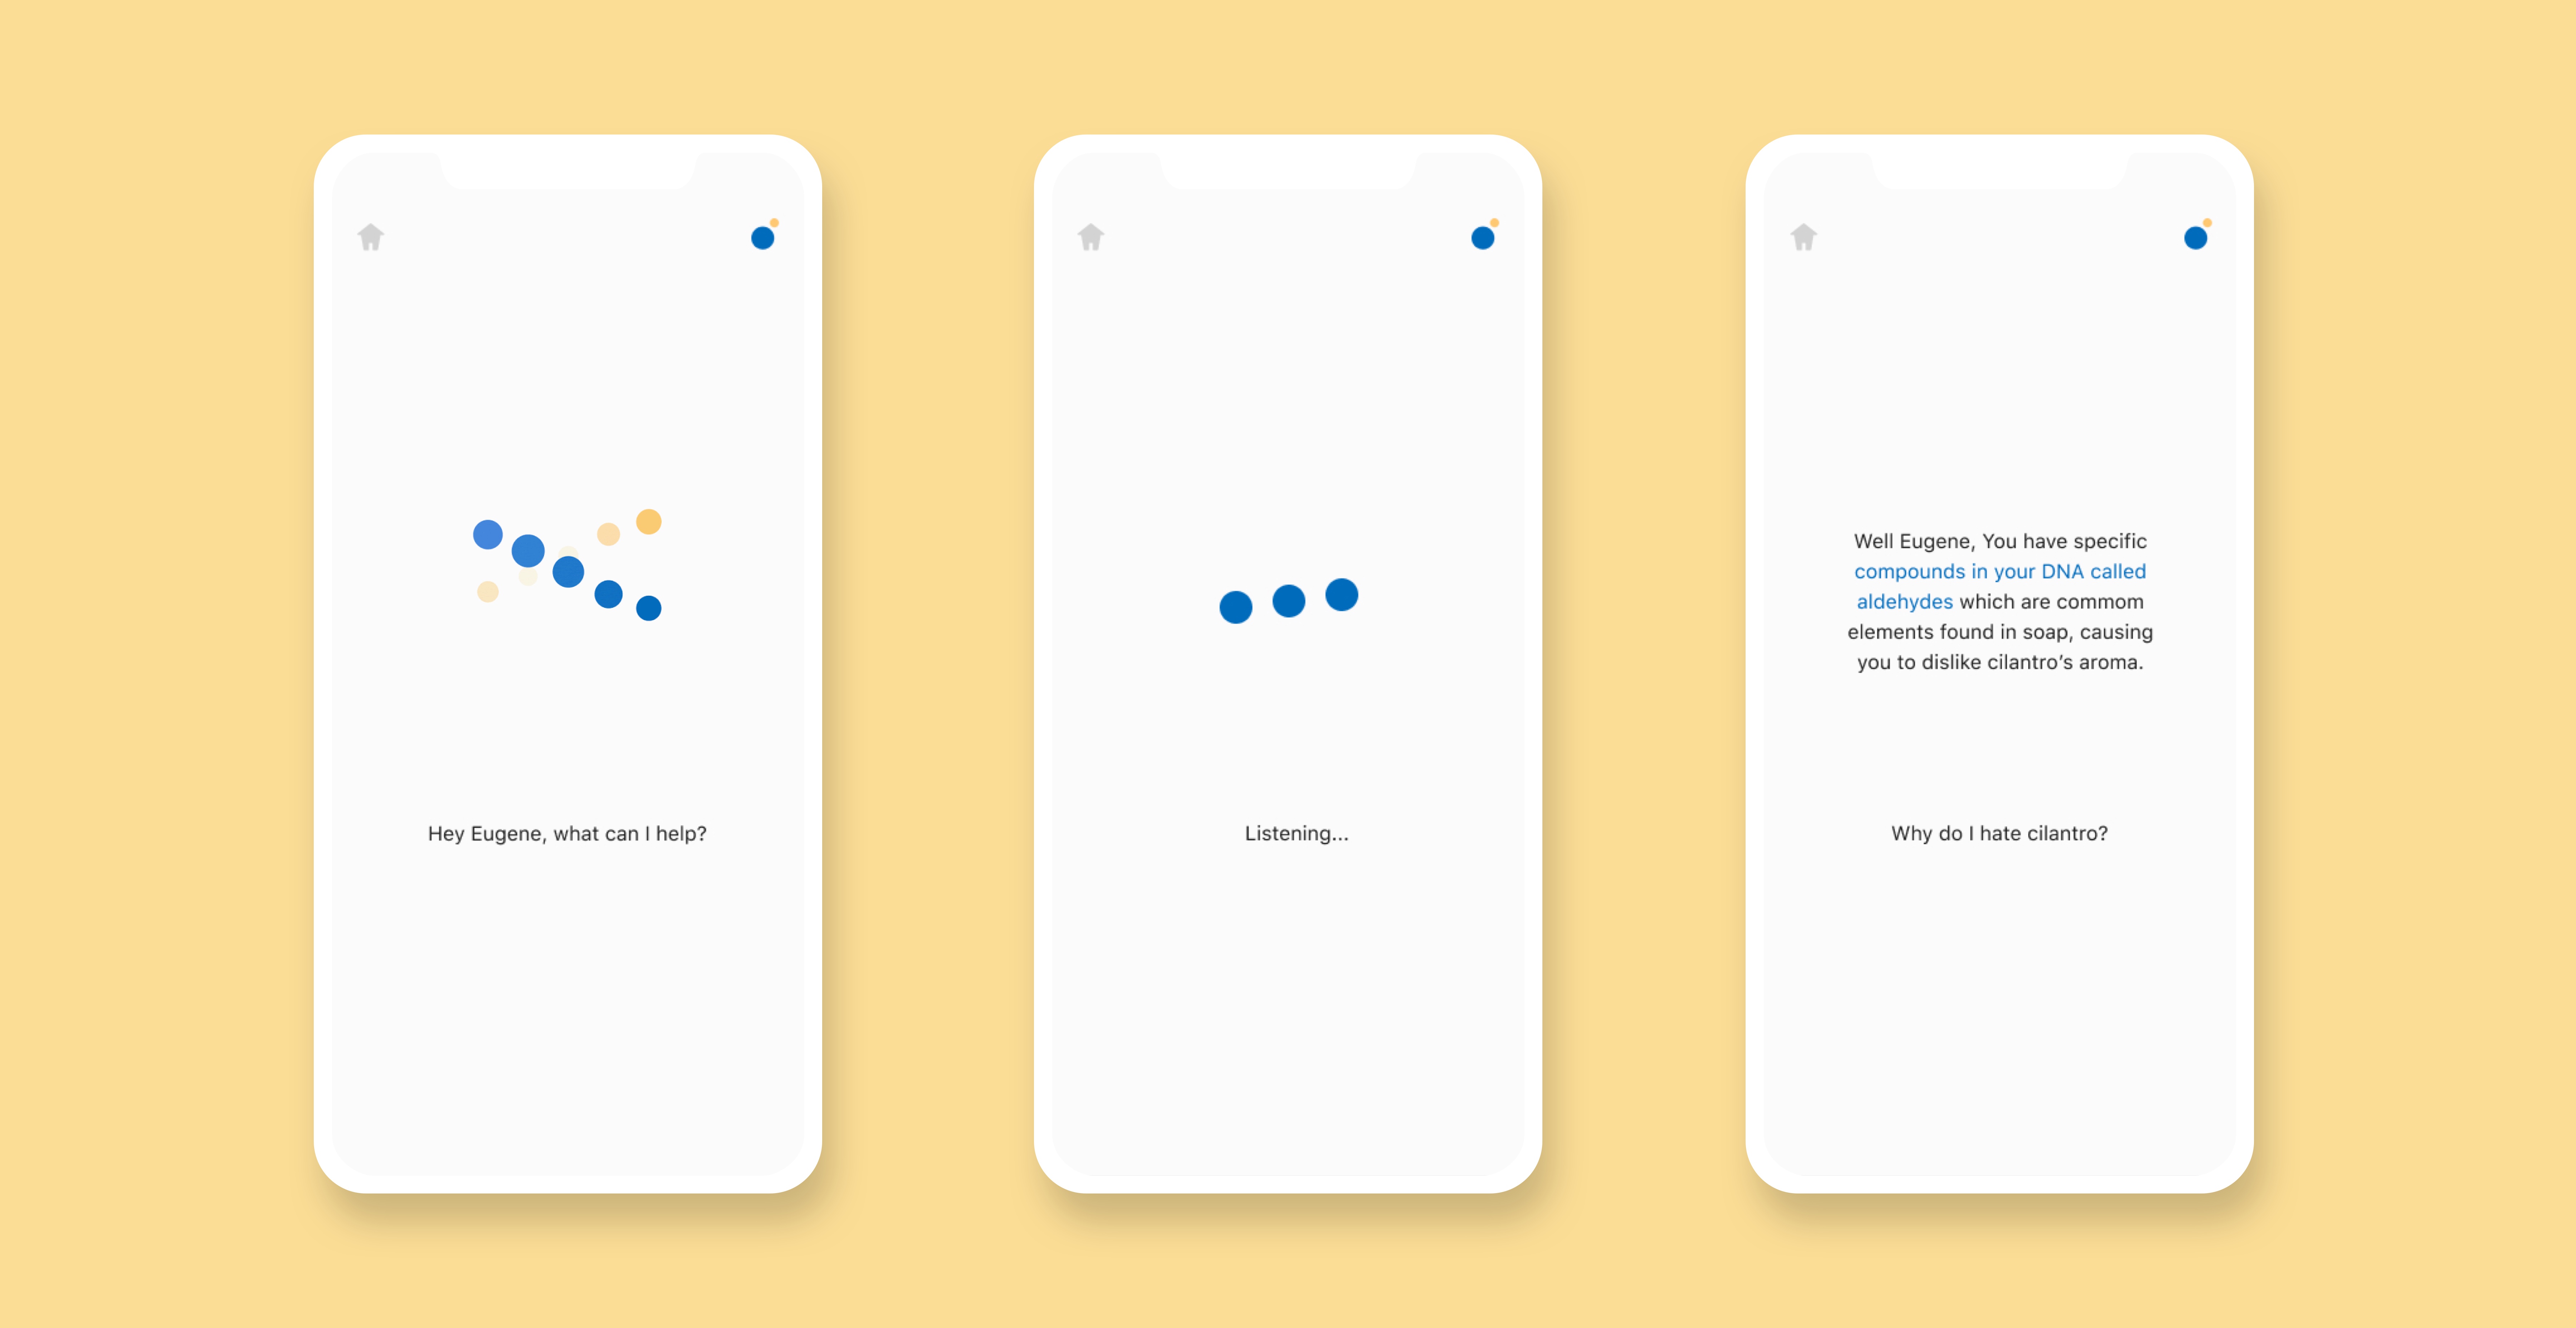 Hey Eugene, what can I help?
Listening...
Well Eugene, You have specific
compounds in your DNA called
aldehydes which are commom
elements found in soap, causing
you to dislike cilantro’s aroma.
Why do I hate cilantro?